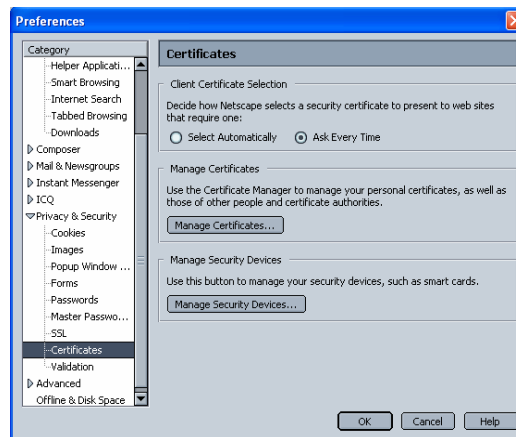 Preferences
Category
Helper Applicati...
Smart Browsing
Internet Search
Tabbed Browsing
Downloads
Composer
Mail & Newsgroups
Instant Messenger
ICQ
Privacy & Security
Cookies
Images
Popup Window ...
Forms
Passwords
Master Passwo...
SSL
Certificates
Validation
Advanced
Offline & Disk Space
Certificates
Client Certificate Selection
Decide how Netscape selects a security certificate to present to web sites
that require one:
Select Automatically
Ask Every Time
Manage Certificates
Use the Certificate Manager to manage your personal certificates, as well as
those of other people and certificate authorities.
Manage Certificates...
Manage Security Devices
Use this button to manage your security devices, such as smart cards.
Manage Security Devices...
OK
Cancel
Help